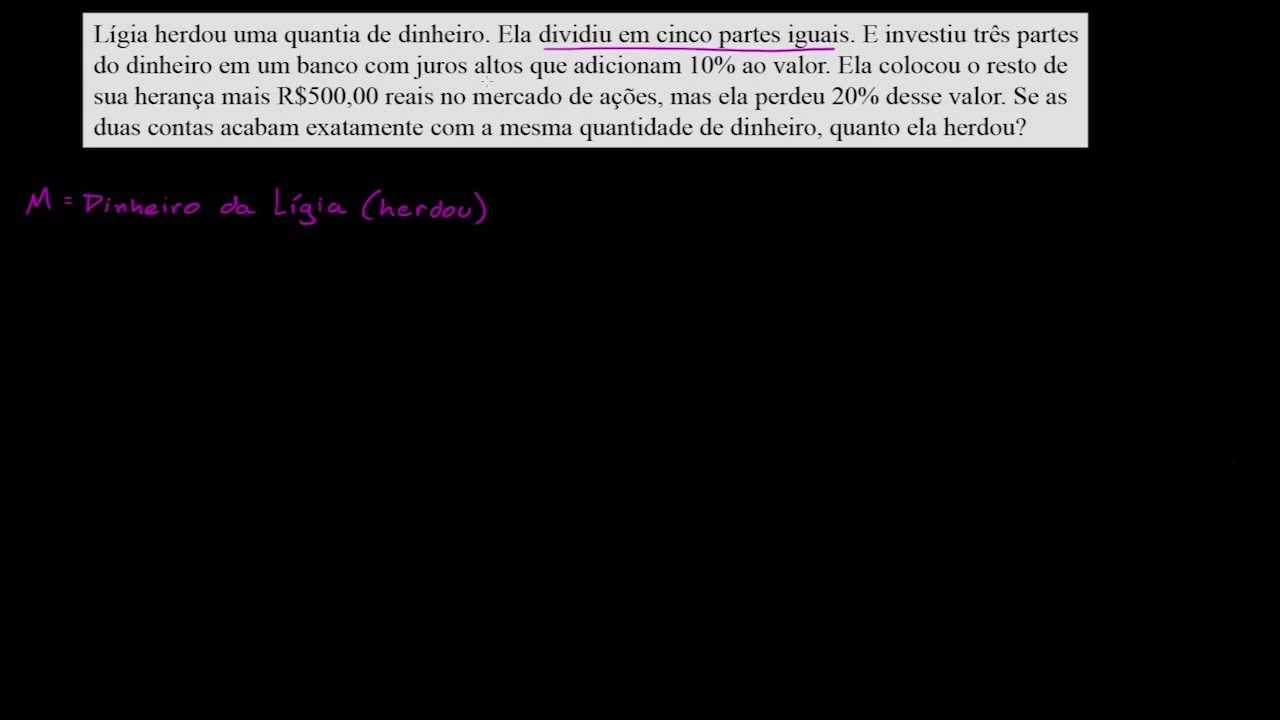 Lígia herdou uma quantia de dinheiro. Ela dividiu em cinco partes iguais. E investiu três partes
do dinheiro em um banco com juros altos que adicionam 10% ao valor. Ela colocou o resto de
sua herança mais R$500,00 reais no mercado de ações, mas ela perdeu 20% desse valor. Se as
duas contas acabam exatamente com a mesma quantidade de dinheiro, quanto ela herdou?
M = Dinheiro da Lígia (herdou)